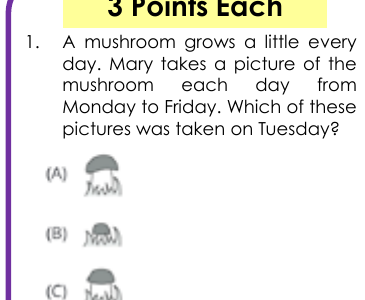 3 Points Each
1. A mushroom grows a little every
day. Mary takes a picture of the
mushroom each day from
Monday to Friday. Which of these
pictures was taken on Tuesday?
(A)
(B)
(C)